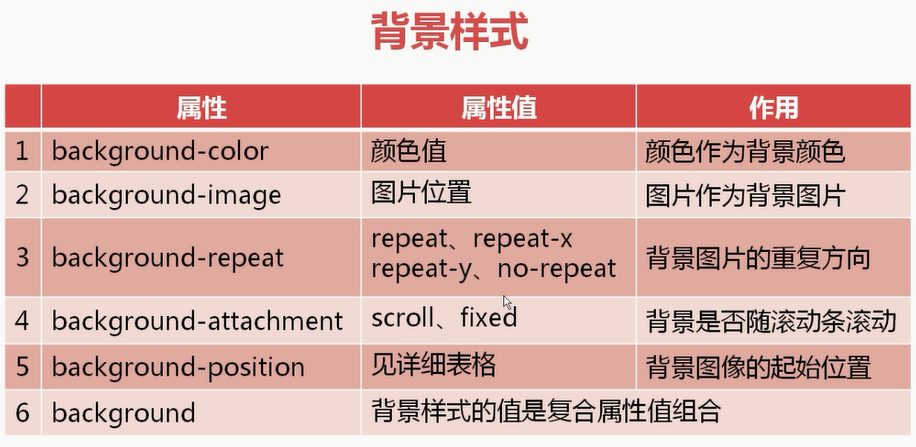 背景样式
属性 属性值 作用
1 background-color 颜色值 颜色作为背景颜色
2 background-image 图片位置 图片作为背景图片
3 background-repeat repeat、repeat-x
repeat-y、no-repeat 背景图片的重复方向
4 background-attachment scroll、fixed 背景是否随滚动条滚动
5 background-position 见详细表格 背景图像的起始位置
6 background 背景样式的值是复合属性值组合